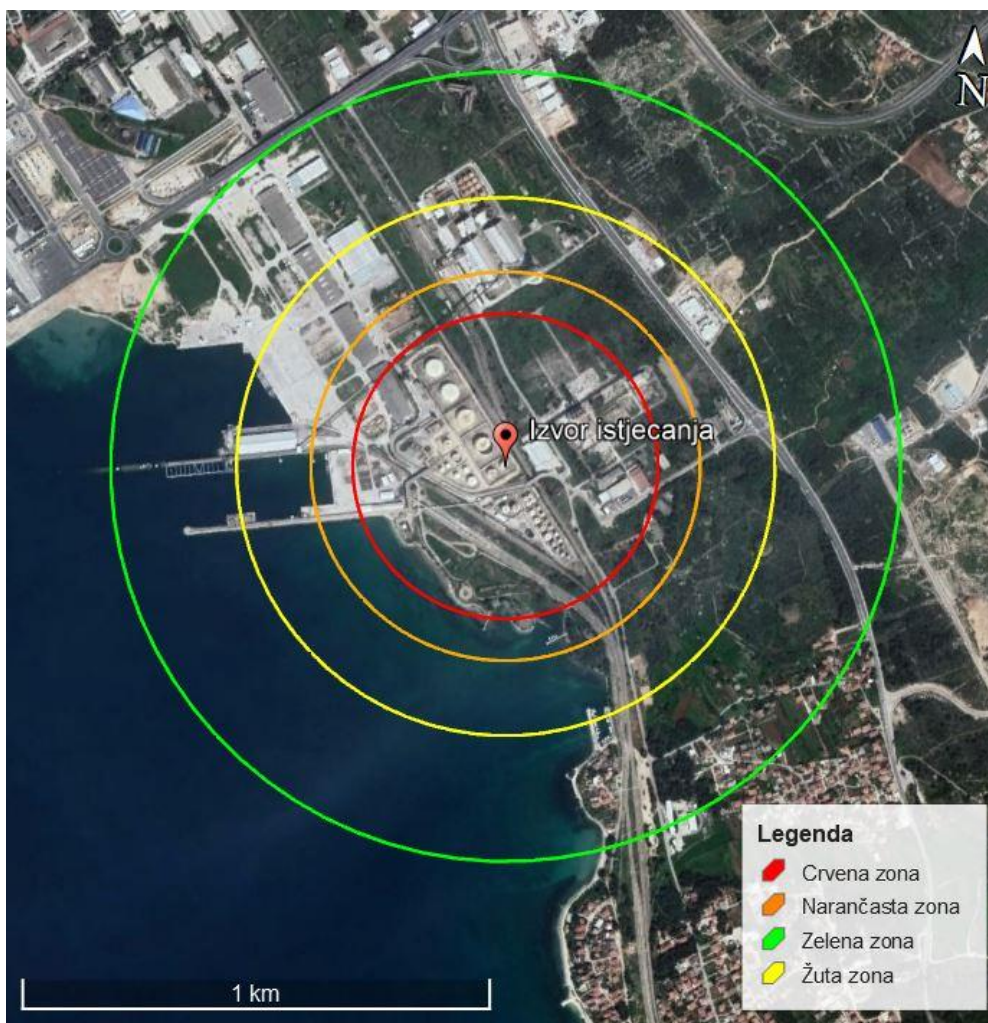 N
Izvor istjecanja
Legenda
Crvena zona
Narančasta zona
Zelena zona
Žuta zona
1 km